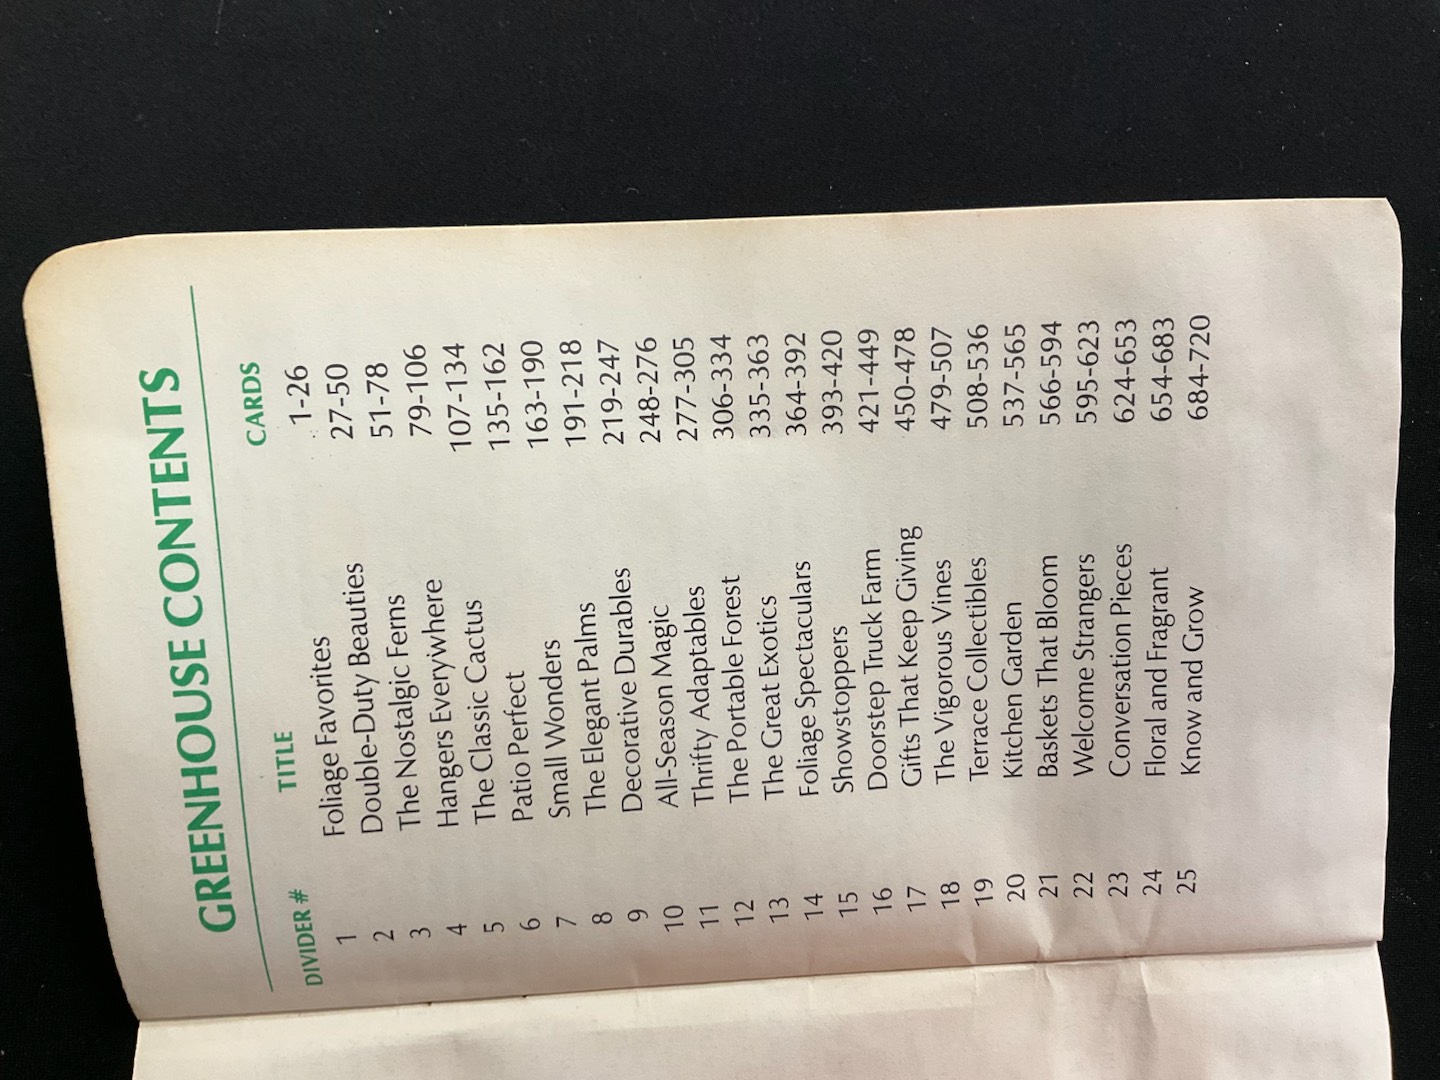 GREENHOUSE CONTENTS
DIVIDER # TITLE CARDS
1 Foliage Favorites 1-26
2 Double-Duty Beauties 27-50
3 The Nostalgic Ferns 51-78
4 Hangers Everywhere 79-106
5 The Classic Cactus 107-134
6 Patio Perfect 135-162
7 Small Wonders 163-190
8 The Elegant Palms 191-218
9 Decorative Durables 219-247
10 All-Season Magic 248-276
11 Thrifty Adaptables 277-305
12 The Portable Forest 306-334
13 The Great Exotics 335-363
14 Foliage Spectaculars 364-392
15 Showstoppers 393-420
16 Doorstep Truck Farm 421-449
17 Gifts That Keep Giving 450-478
18 The Vigorous Vines 479-507
19 Terrace Collectibles 508-536
20 Kitchen Garden 537-565
21 Baskets That Bloom 566-594
22 Welcome Strangers 595-623
23 Conversation Pieces 624-653
24 Floral and Fragrant 654-683
25 Know and Grow 684-720